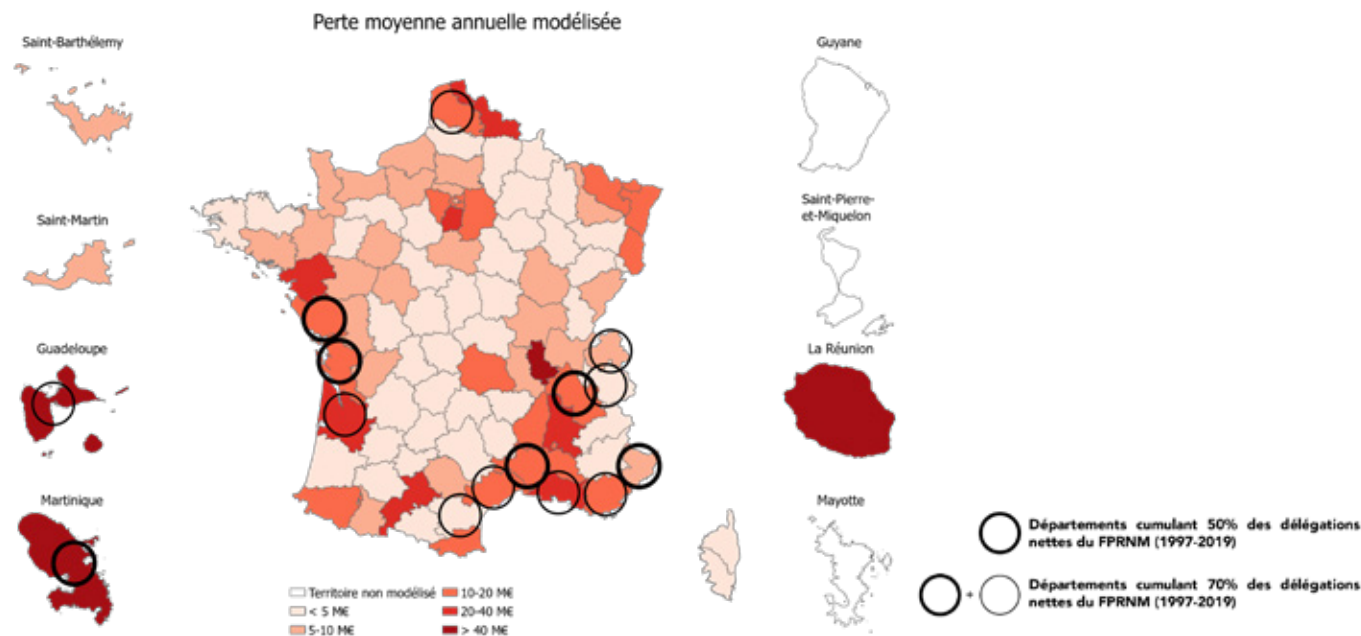 Perte moyenne annuelle modélisée
Saint-Barthélemy
Guyane
Saint-Martin
Saint-Pierre-
et-Miquelon
Guadeloupe
La Réunion
Martinique
Mayotte
Territoire non modélisé
< 5 M€
5-10 M€
10-20 M€
20-40 M€
> 40 M€
Départements cumulant 50% des délégations
nettes du FPRNM (1997-2019)
+
Départements cumulant 70% des délégations
nettes du FPRNM (1997-2019)